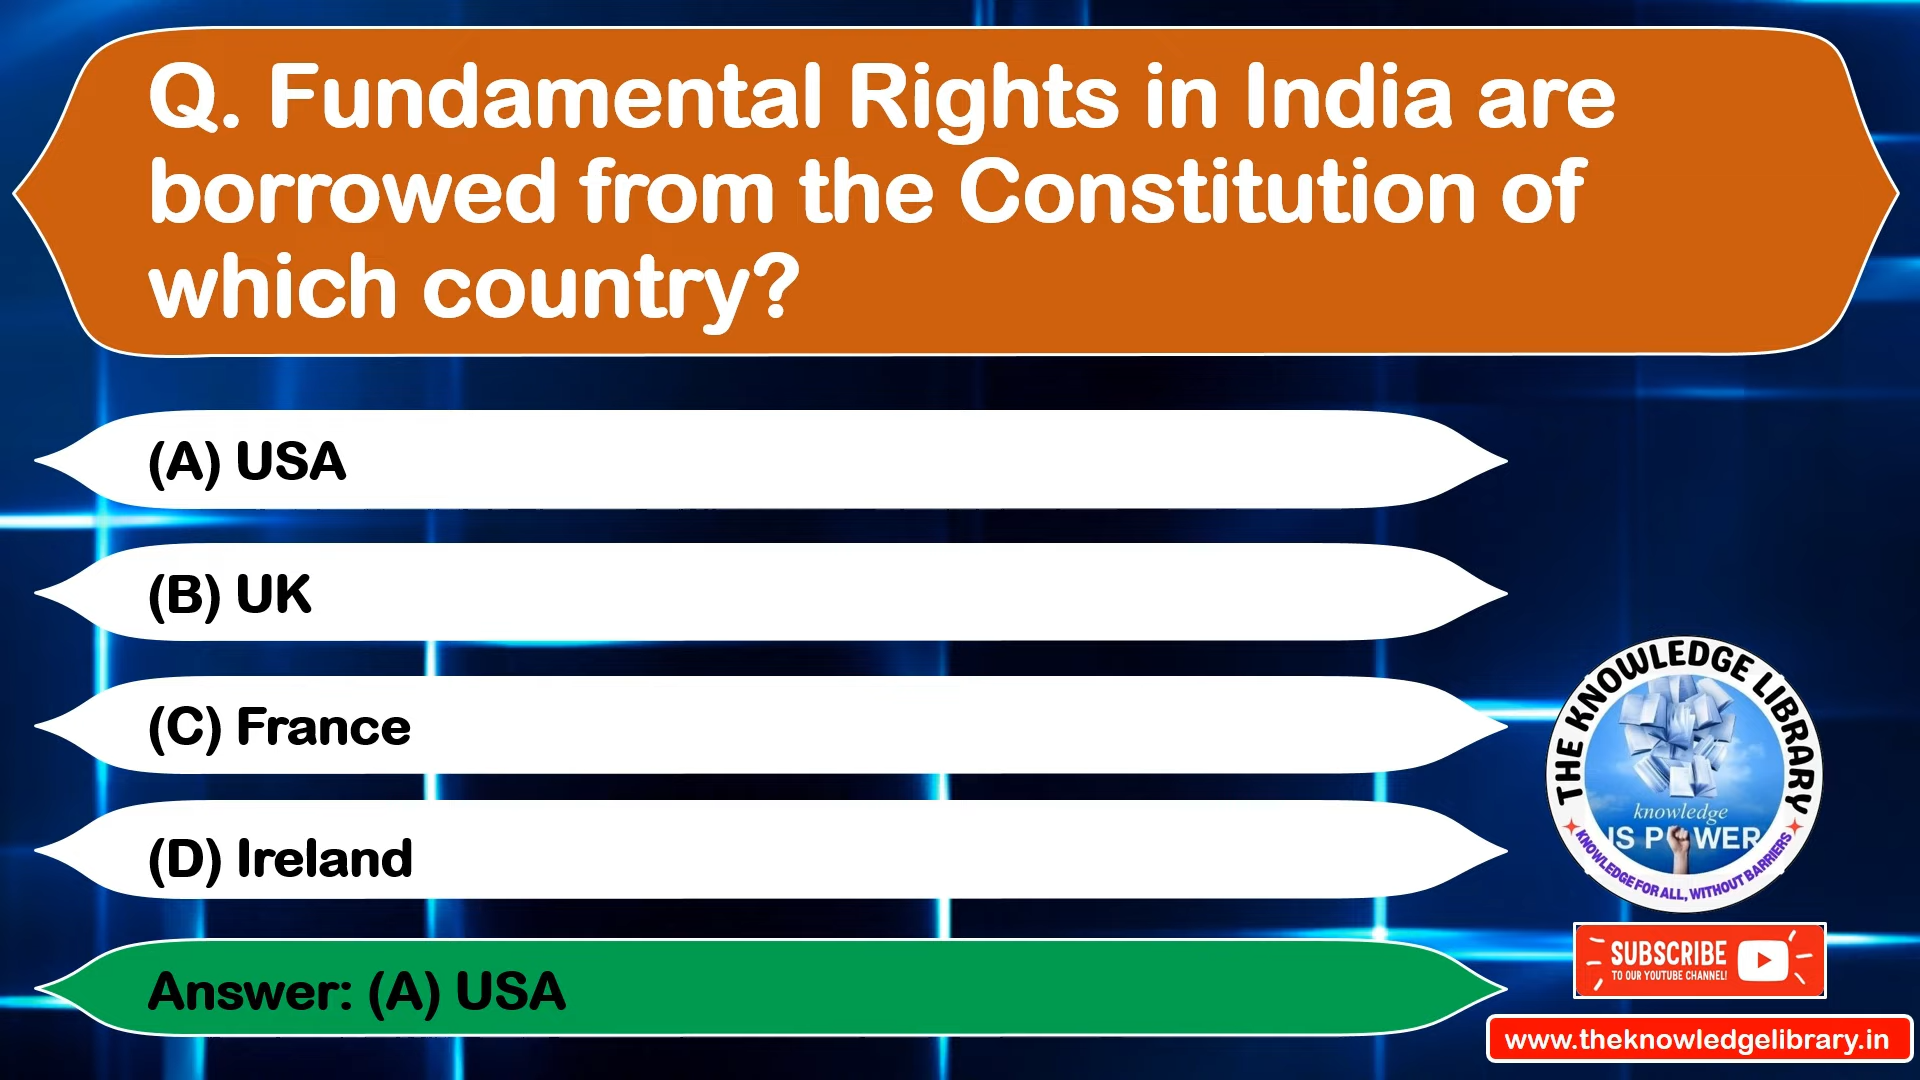 Q. Fundamental Rights in India are
borrowed from the Constitution of
which country?
(A) USA
(B) UK
(C) France
(D) Ireland
Answer: (A) USA
THE KNOWLEDGE LIBRARY
knowledge
IS POWER
KNOWLEDGE FOR ALL, WITHOUT BARRIERS
SUBSCRIBE
TO OUR YOUTUBE CHANNEL!
www.theknowledgelibrary.in